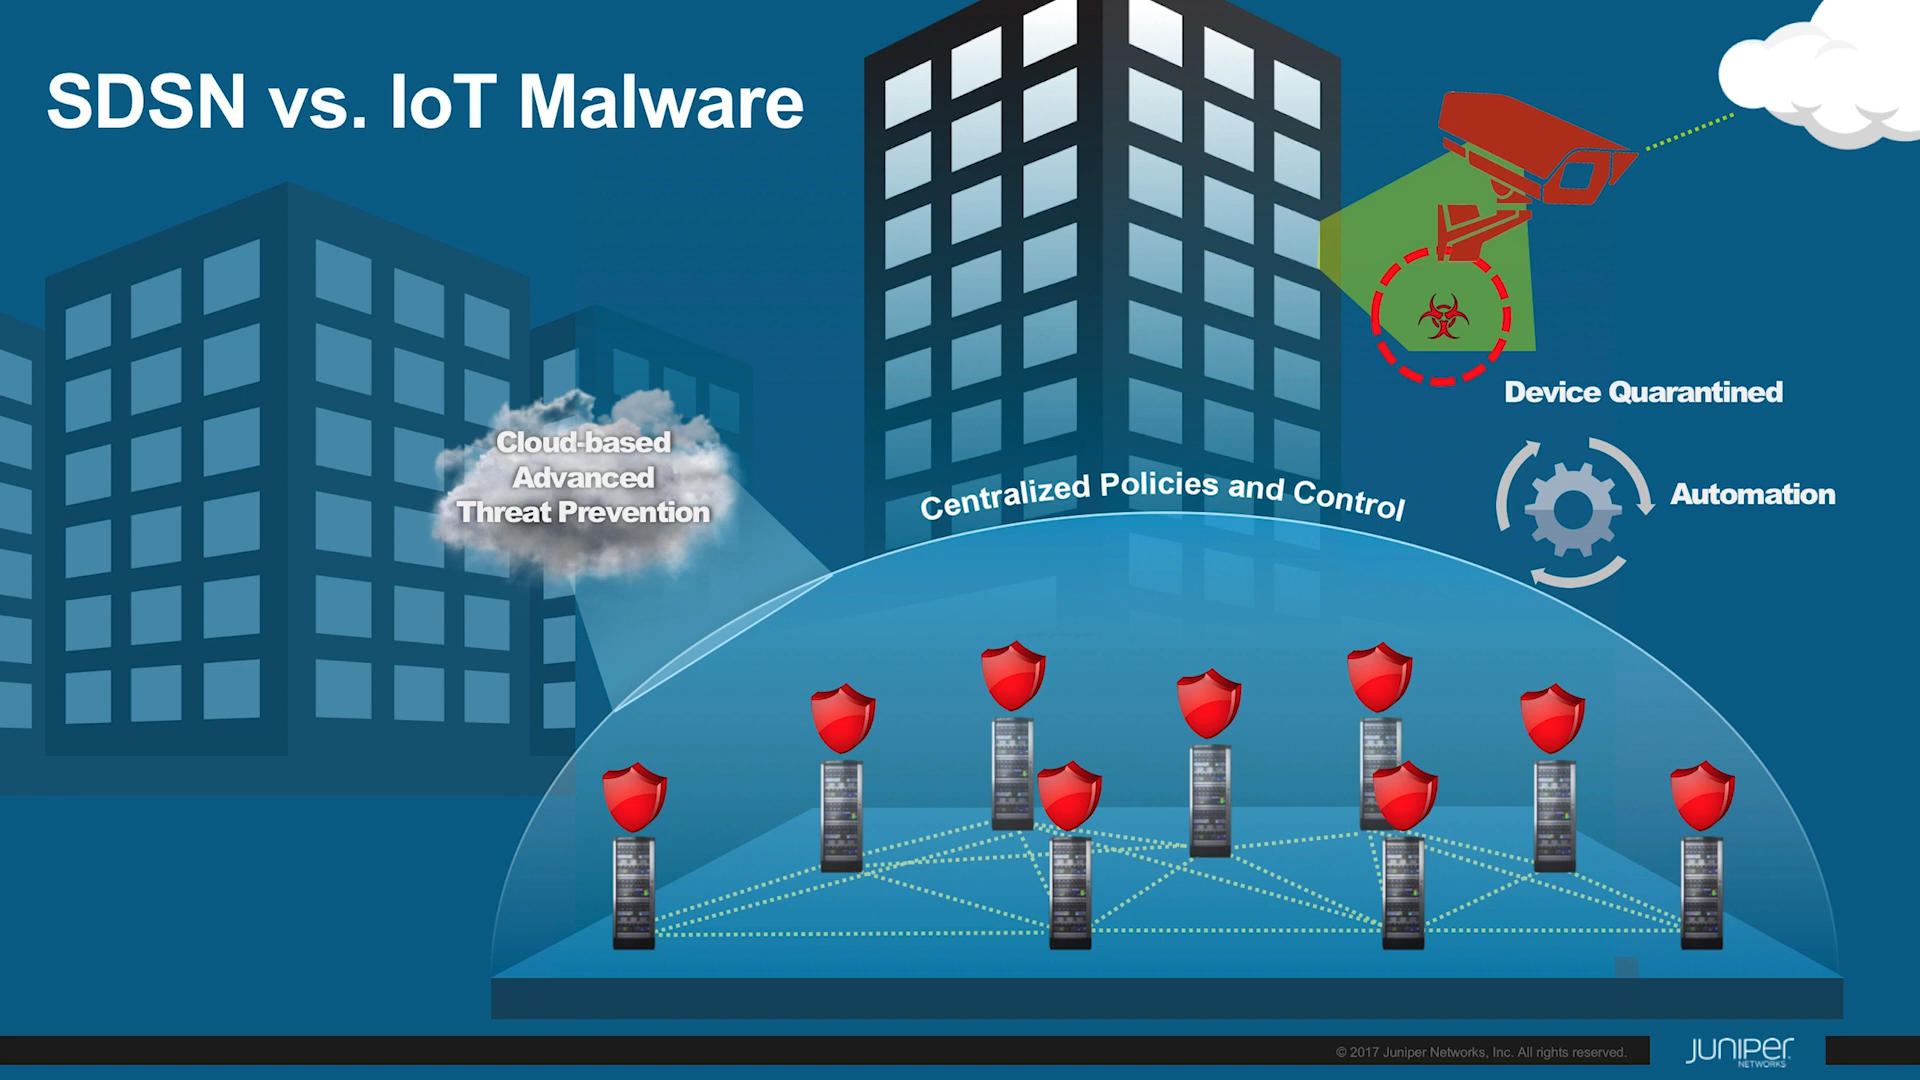 SDSN vs. IoT Malware
Cloud-based
Advanced
Threat Prevention
Centralized Policies and Control
Device Quarantined
Automation
© 2017 Juniper Networks, Inc. All rights reserved.
JUNIPEr
NETWORKS